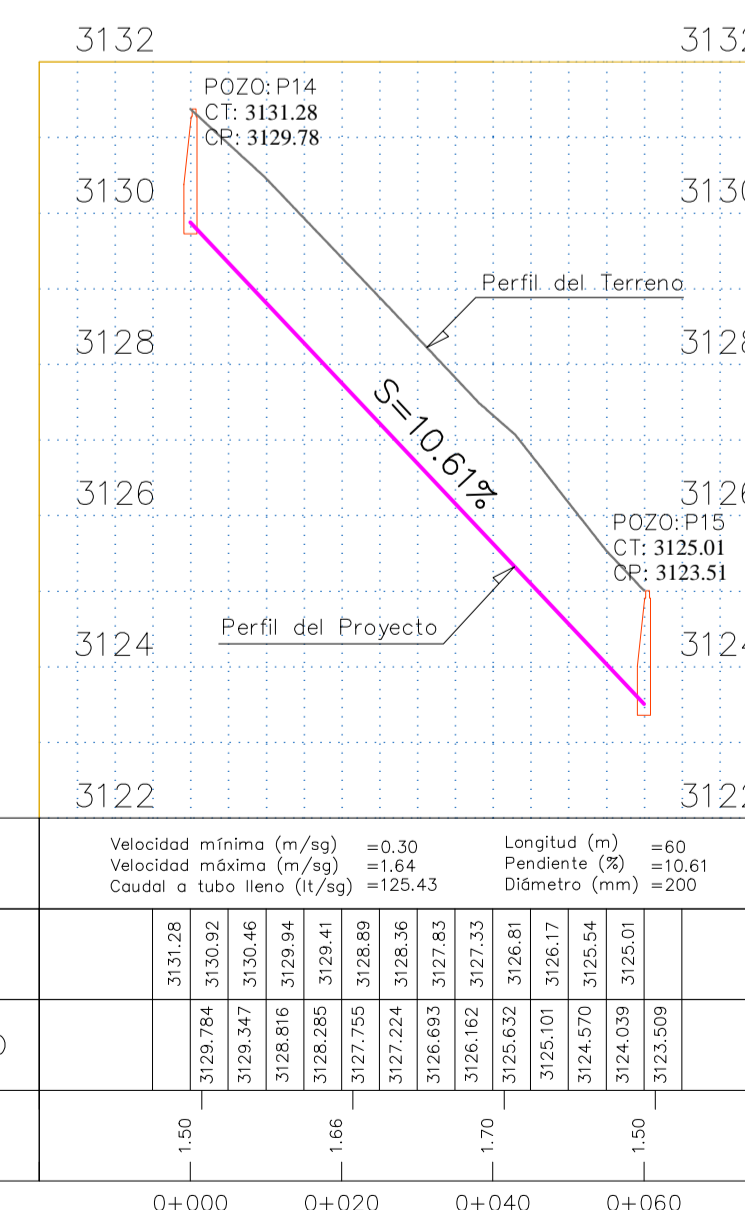 3132 3132
POZO: P14
CT: 3131.28
CP: 3129.78
3130 3130
Perfil del Terreno
3128 3128
S=10.61%
3126 3126
POZO: P15
CT: 3125.01
CP: 3123.51
Perfil del Proyecto
3124 3124
3122 3122
Velocidad mínima (m/sg) =0.30 Longitud (m) =60
Velocidad máxima (m/sg) =1.64 Pendiente (%) =10.61
Caudal a tubo lleno (lt/sg) =125.43 Diámetro (mm) =200
3131.28 3130.92 3130.46 3129.94 3129.41 3128.89 3128.36 3127.83 3127.33 3126.81 3126.17 3125.54 3125.01
3129.784 3129.347 3128.816 3128.285 3127.755 3127.224 3126.693 3126.162 3125.632 3125.101 3124.570 3124.039 3123.509
)
1.50 1.66 1.70 1.50
0+000 0+020 0+040 0+060